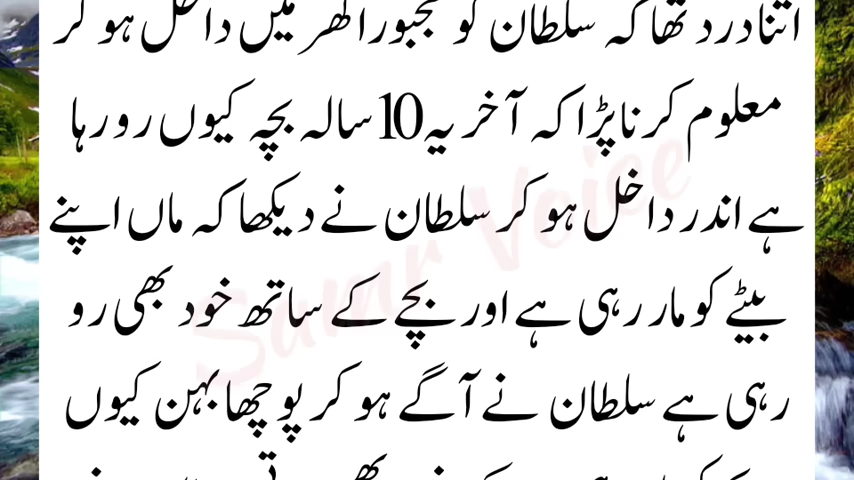 اتنا درد تھا کہ سلطان کو مجبوراً گھر میں داخل ہو کر
معلوم کرنا پڑا کہ آخر یہ 10 سالہ بچہ کیوں رو رہا
ہے اندر داخل ہو کر سلطان نے دیکھا کہ ماں اپنے
بیٹے کو مار رہی ہے اور بچے کے ساتھ خود بھی رو
رہی ہے سلطان نے آگے ہو کر پوچھا بہن کیوں
Samr Voice